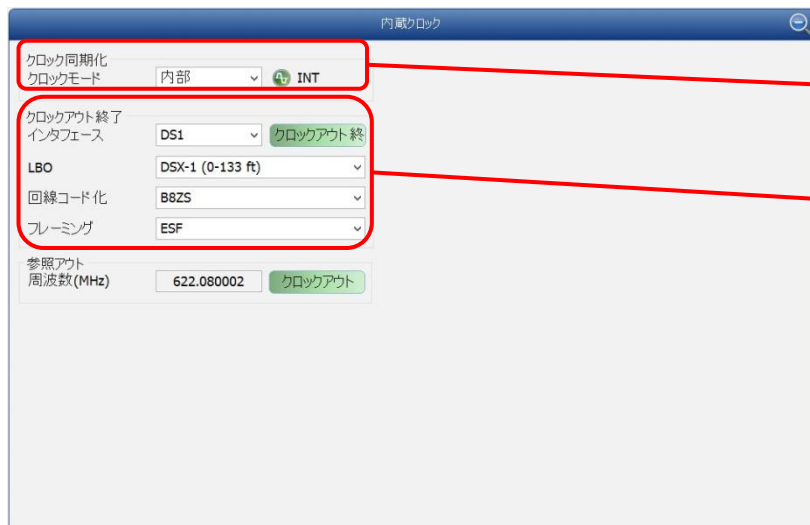 内蔵クロック
クロック同期化
クロックモード 内部 INT
クロックアウト終了
インタフェース DS1 クロックアウト終
LBO DSX-1 (0-133 ft)
回線コード化 B8ZS
フレーミング ESF
参照アウト
周波数(MHz) 622.080002 クロックアウト